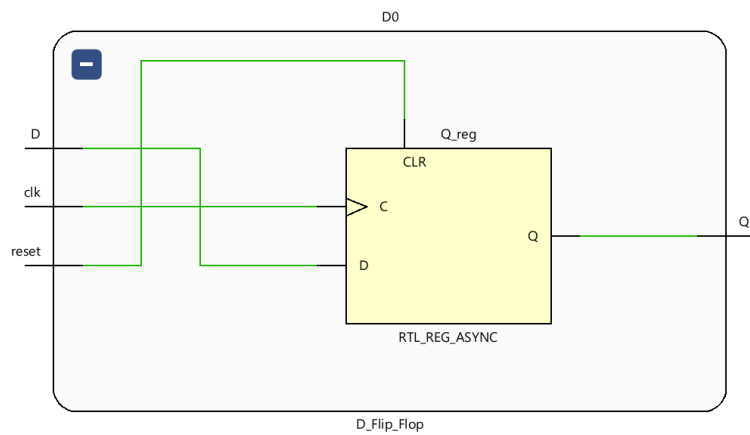 D0
Q_reg
D
CLR
clk
C
Q
Q
reset
D
RTL_REG_ASYNC
D_Flip_Flop